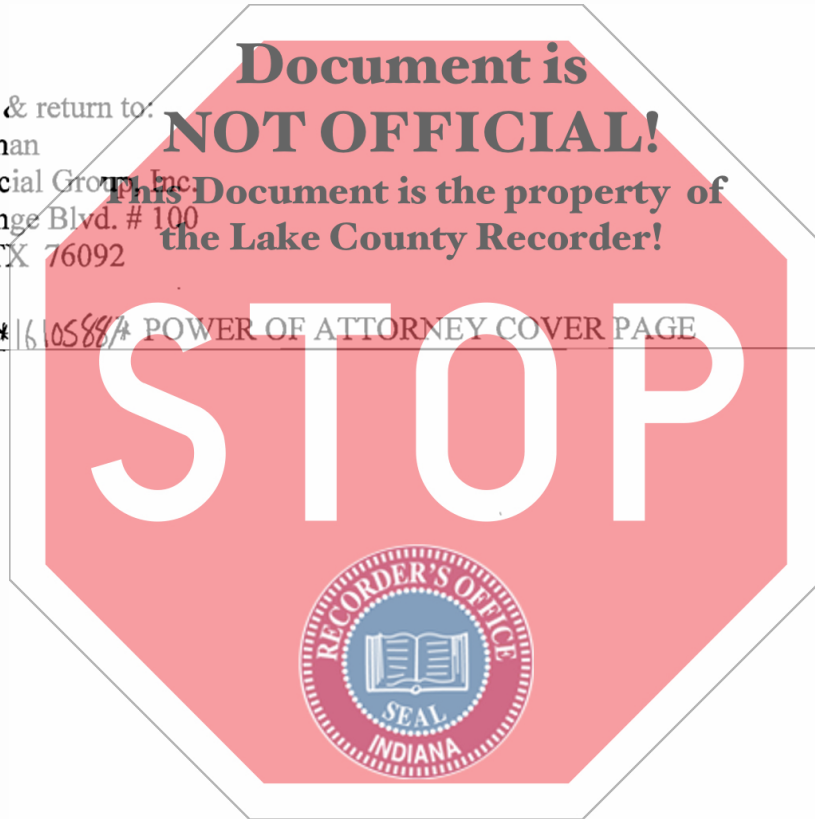 Document is
& return to:
NOT OFFICIAL!
cial Group, Inc.
This Document is the property of
nge Blvd. # 100
the Lake County Recorder!
TX 76092
POWER OF ATTORNEY COVER PAGE
STOP
RECORDER'S OFFICE
SEAL
INDIANA